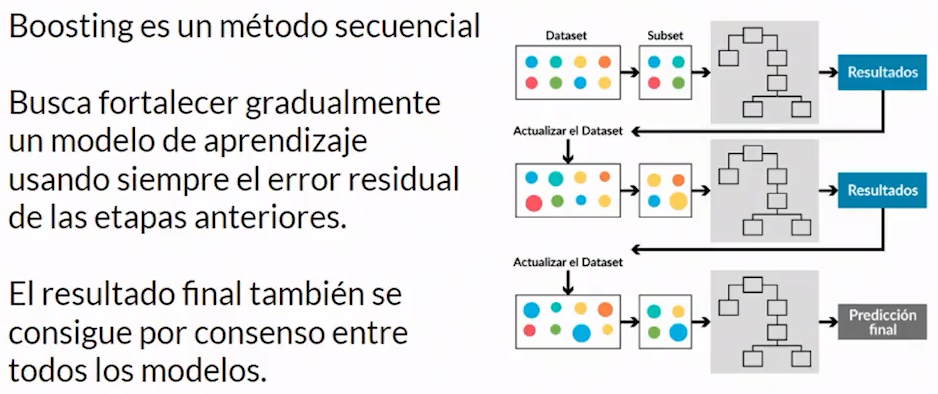 Boosting es un método secuencial
Busca fortalecer gradualmente
un modelo de aprendizaje
usando siempre el error residual
de las etapas anteriores.
El resultado final también se
consigue por consenso entre
todos los modelos.
Dataset
Subset
Resultados
Actualizar el Dataset
Resultados
Actualizar el Dataset
Predicción
final